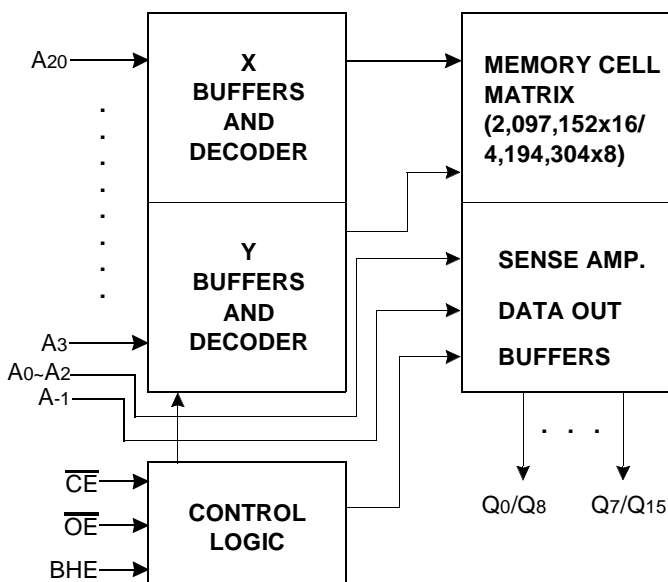 A20
X
BUFFERS
AND
DECODER
MEMORY CELL
MATRIX
(2,097,152x16/
4,194,304x8)
Y
BUFFERS
AND
DECODER
SENSE AMP.
DATA OUT
BUFFERS
A3
A0~A2
A-1
. . .
CE
OE
BHE
CONTROL
LOGIC
Q0/Q8
Q7/Q15